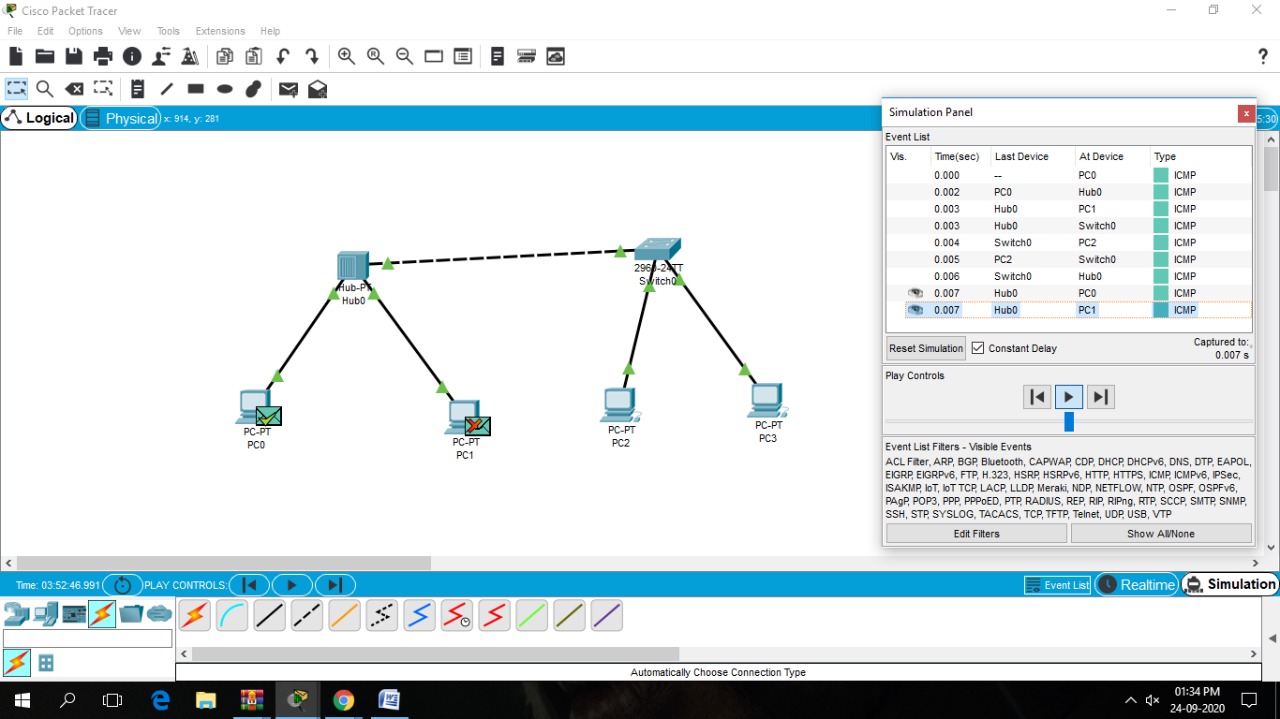 Cisco Packet Tracer
File Edit Options View Tools Extensions Help
?
Logical Physical x: 914, y: 281
5:30
Hub-PT
Hub0
2960-24TT
Switch0
PC-PT
PC0
PC-PT
PC1
PC-PT
PC2
PC-PT
PC3
Simulation Panel x
Event List
Vis. Time(sec) Last Device At Device Type
0.000 -- PC0 ICMP
0.002 PC0 Hub0 ICMP
0.003 Hub0 PC1 ICMP
0.003 Hub0 Switch0 ICMP
0.004 Switch0 PC2 ICMP
0.005 PC2 Switch0 ICMP
0.006 Switch0 Hub0 ICMP
0.007 Hub0 PC0 ICMP
0.007 Hub0 PC1 ICMP
Reset Simulation Constant Delay Captured to:
0.007 s
Play Controls
Event List Filters - Visible Events
ACL Filter, ARP, BGP, Bluetooth, CAPWAP, CDP, DHCP, DHCPv6, DNS, DTP, EAPOL,
EIGRP, EIGRPv6, FTP, H.323, HSRP, HSRPv6, HTTP, HTTPS, ICMP, ICMPv6, IPSec,
ISAKMP, IoT, IoT TCP, LACP, LLDP, Meraki, NDP, NETFLOW, NTP, OSPF, OSPFv6,
PAgP, POP3, PPP, PPPoED, PTP, RADIUS, REP, RIP, RIPng, RTP, SCCP, SMTP, SNMP,
SSH, STP, SYSLOG, TACACS, TCP, TFTP, Telnet, UDP, USB, VTP
Edit Filters Show All/None
Time: 03:52:46.991 PLAY CONTROLS: Event List Realtime Simulation
Automatically Choose Connection Type
01:34 PM
24-09-2020